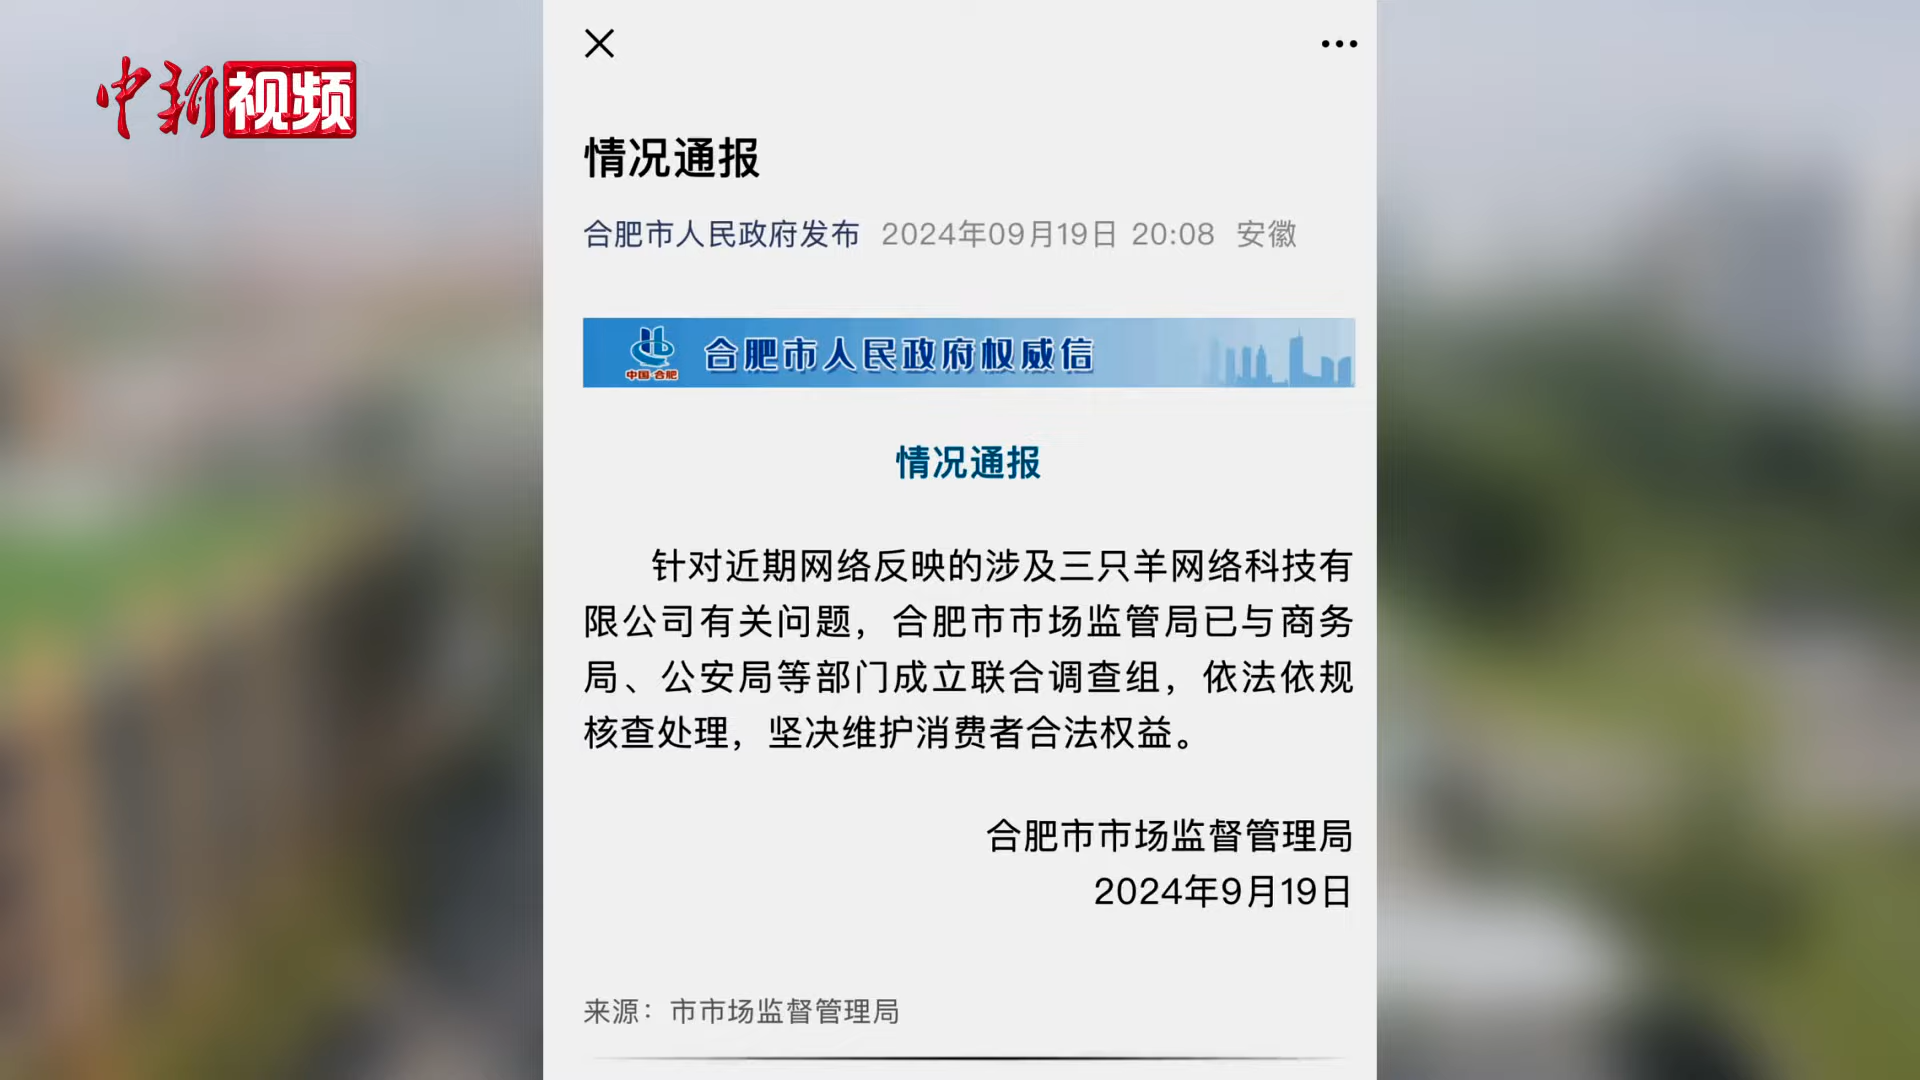 中新视频
情况通报
合肥市人民政府发布 2024年09月19日 20:08 安徽
中国·合肥
合肥市人民政府权威信
情况通报
针对近期网络反映的涉及三只羊网络科技有
限公司有关问题，合肥市市场监管局已与商务
局、公安局等部门成立联合调查组，依法依规
核查处理，坚决维护消费者合法权益。
合肥市市场监督管理局
2024年9月19日
来源：市市场监督管理局